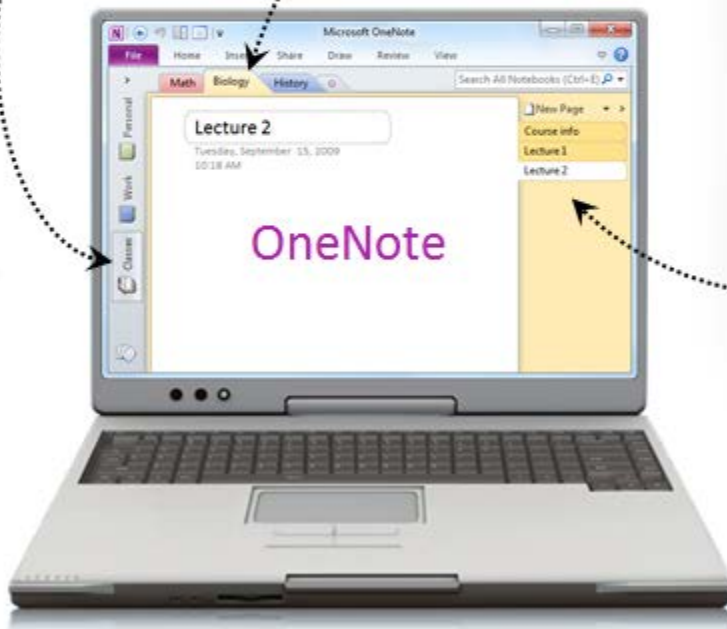 Microsoft OneNote
File Home Insert Share Draw Review View
Math Biology History Search All Notebooks (Ctrl+E)
Personal
Work
Classes
Lecture 2
Tuesday, September 15, 2009
10:18 AM
OneNote
New Page
Course info
Lecture 1
Lecture 2